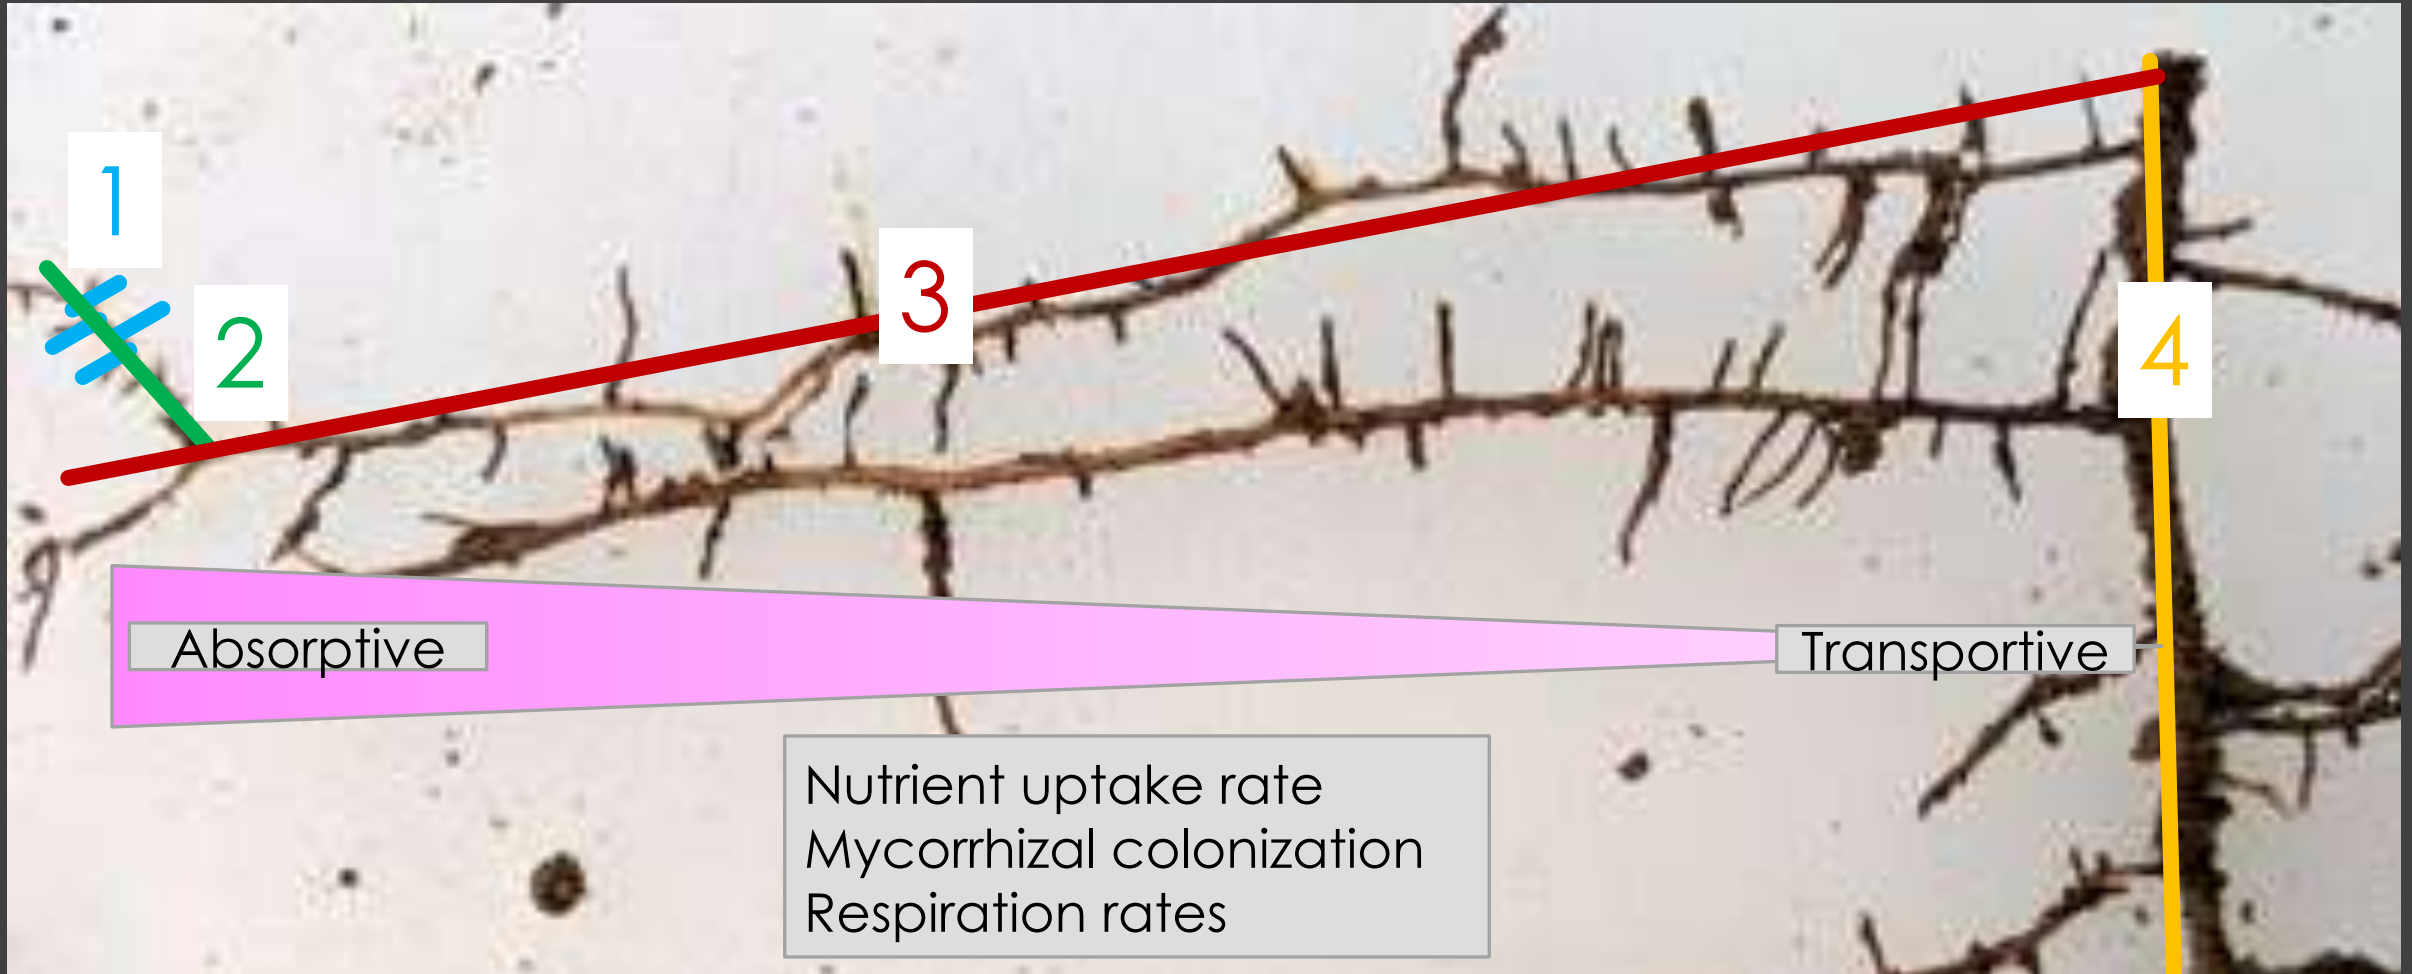 1
2
3
4
Absorptive
Transportive
Nutrient uptake rate
Mycorrhizal colonization
Respiration rates